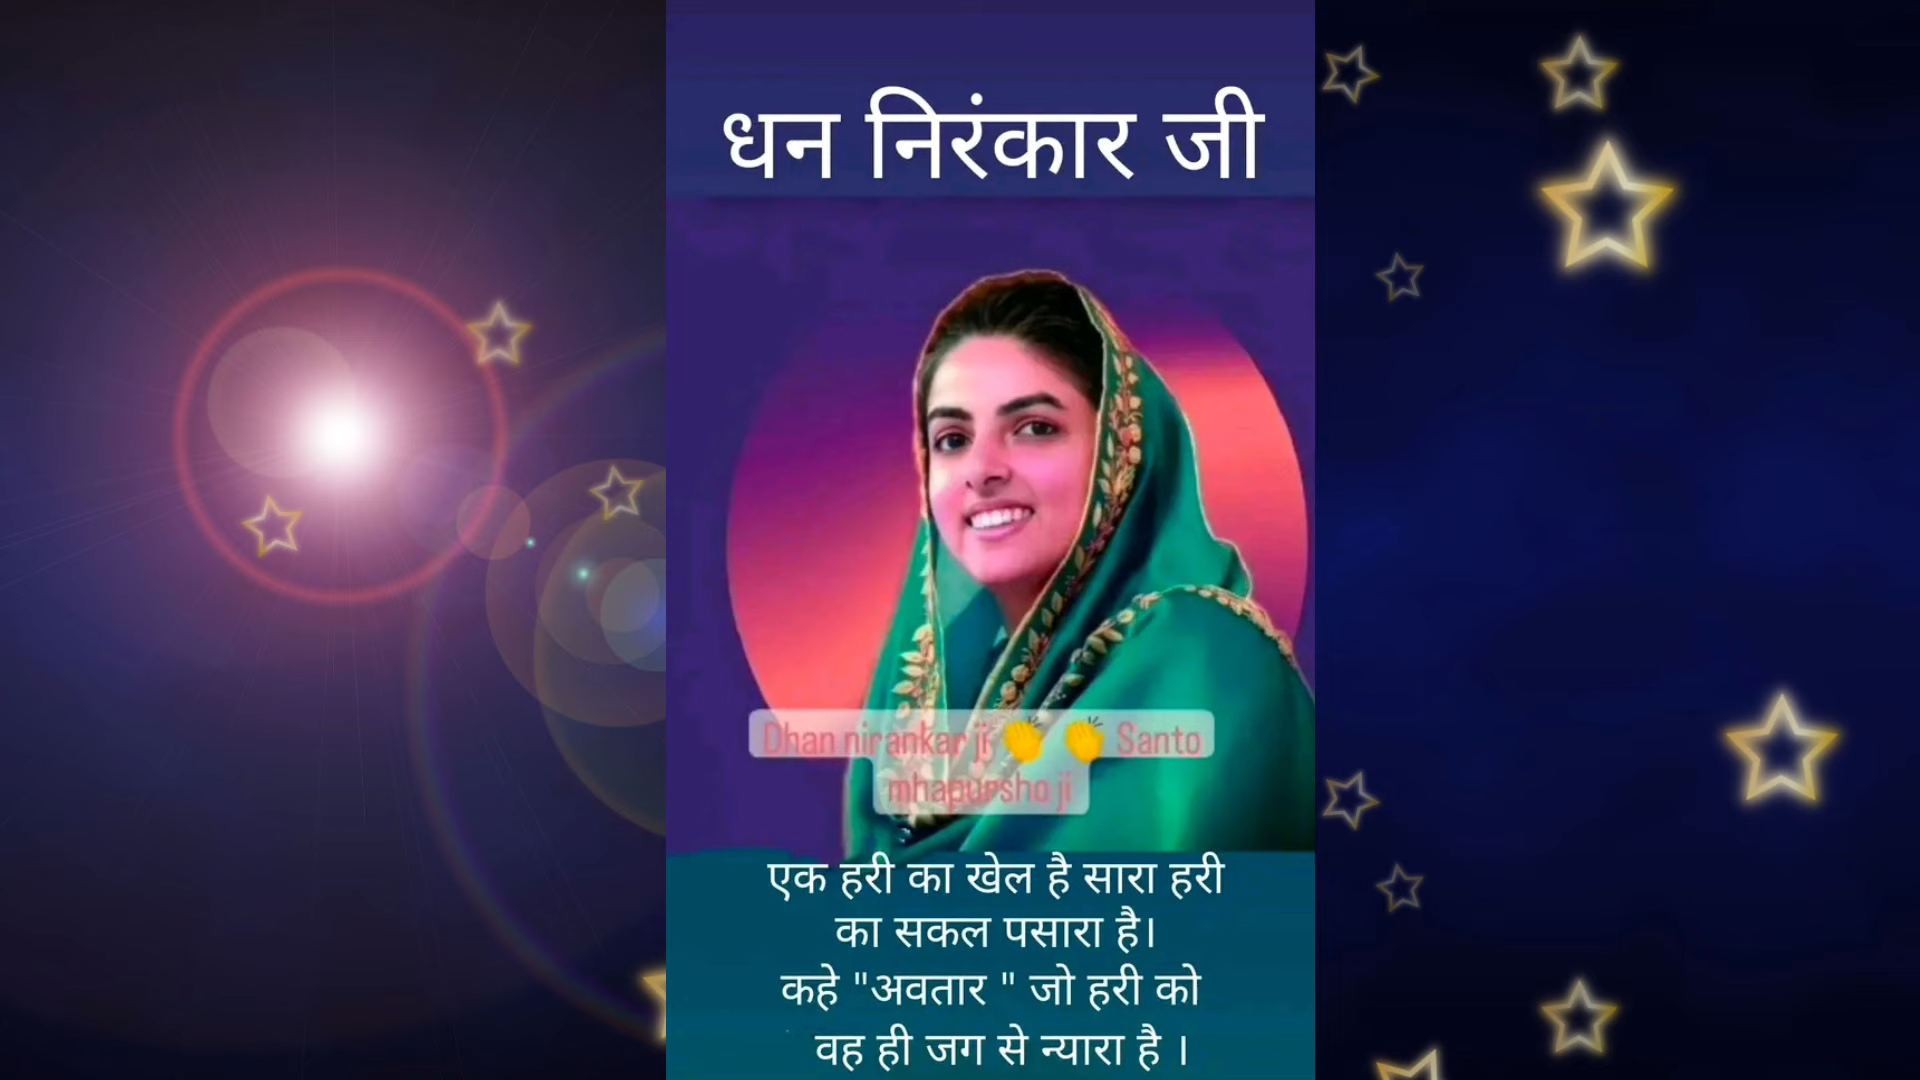 धन निरंकार जी
Dhan nirankar ji 👏 👏 Santo
mhapursho ji
एक हरी का खेल है सारा हरी
का सकल पसारा है।
कहे "अवतार " जो हरी को
वह ही जग से न्यारा है ।